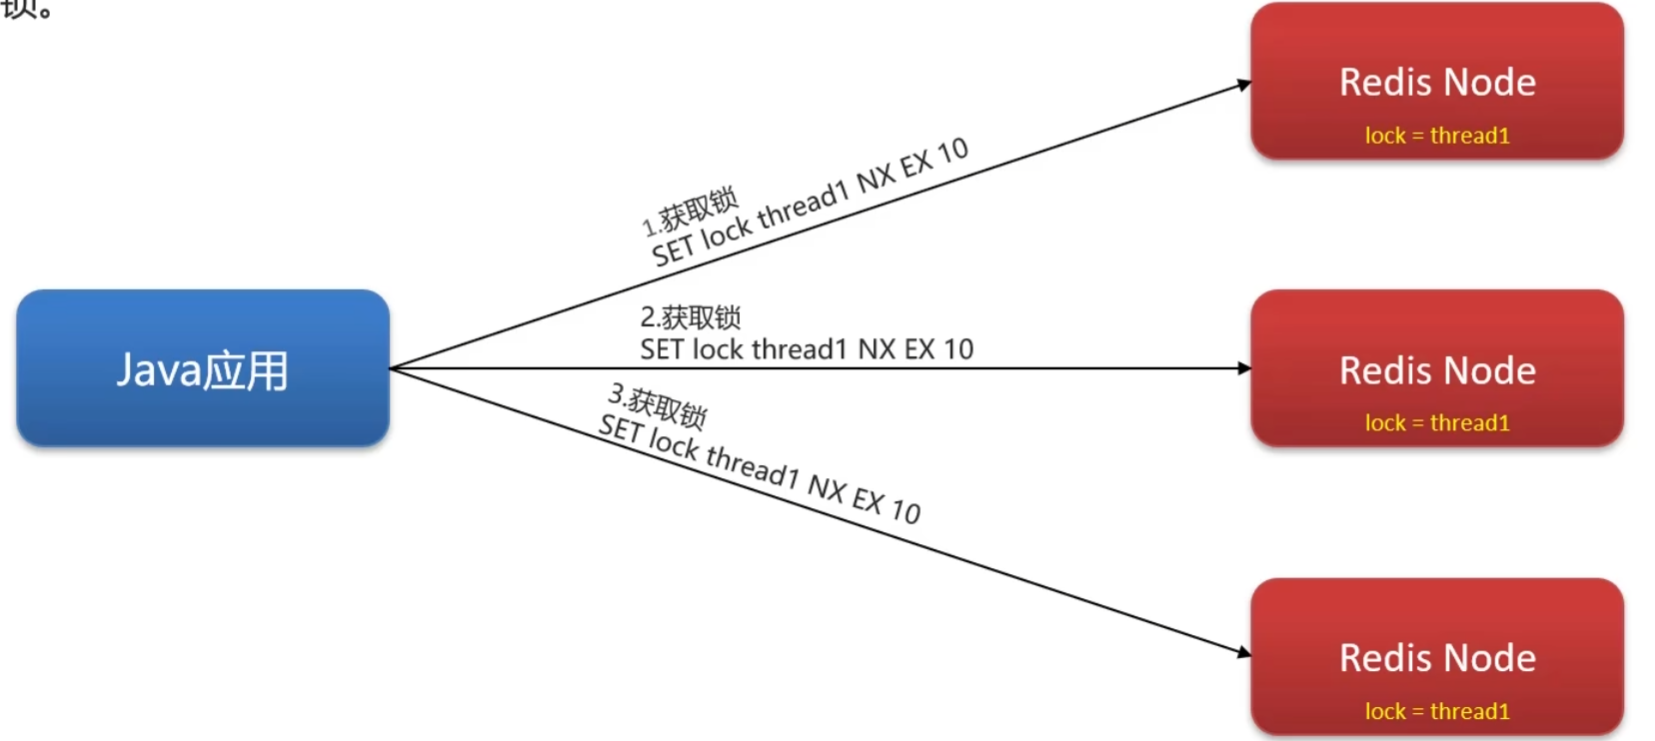 锁。
Redis Node
lock = thread1
1.获取锁
SET lock thread1 NX EX 10
Java应用
2.获取锁
SET lock thread1 NX EX 10
Redis Node
lock = thread1
3.获取锁
SET lock thread1 NX EX 10
Redis Node
lock = thread1